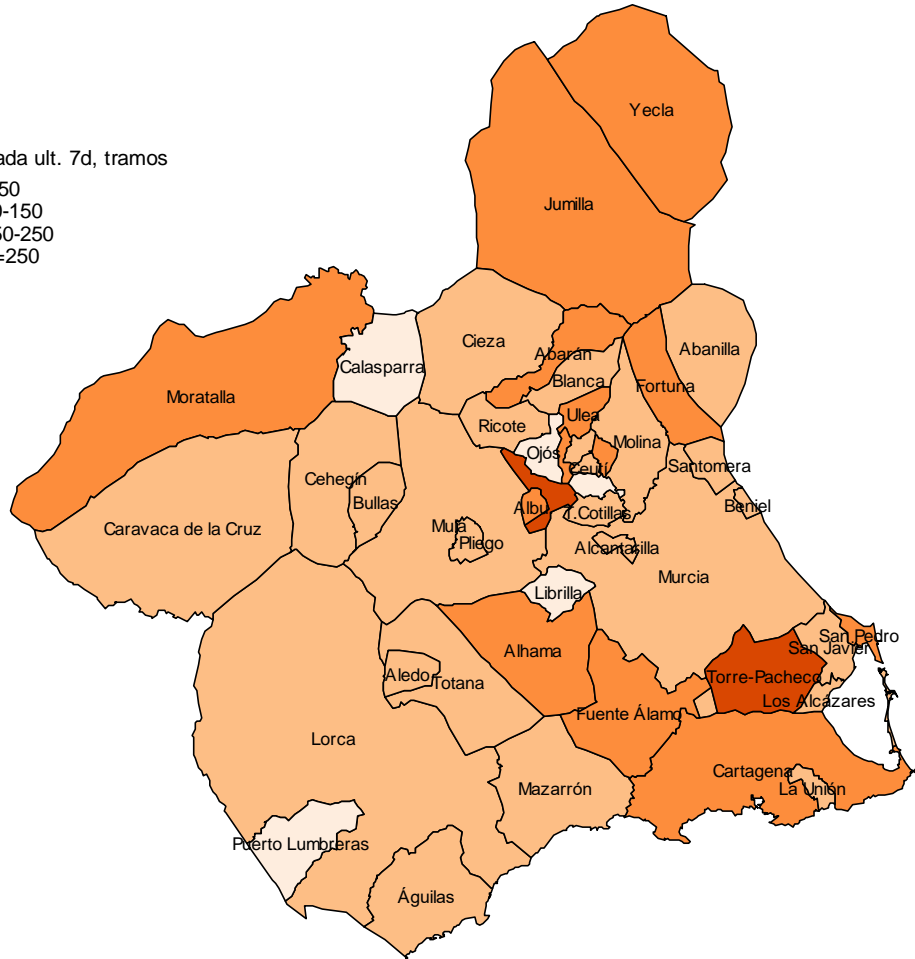 Yecla
ada ult. 7d, tramos
50
0-150
50-250
=250
Jumilla
Cieza
Abarán
Abanilla
Calasparra
Blanca
Fortuna
Moratalla
Ulea
Ricote
Molina
Ojós
Ceutí
Santomera
Cehegín
Bullas
Albu
T.Cotillas
Beniel
Caravaca de la Cruz
Mula
Pliego
Alcantarilla
Murcia
Librilla
San Pedro
San Javier
Alhama
Aledo
Totana
Torre-Pacheco
Los Alcázares
Fuente Álamo
Lorca
Cartagena
La Unión
Mazarrón
Puerto Lumbreras
Águilas